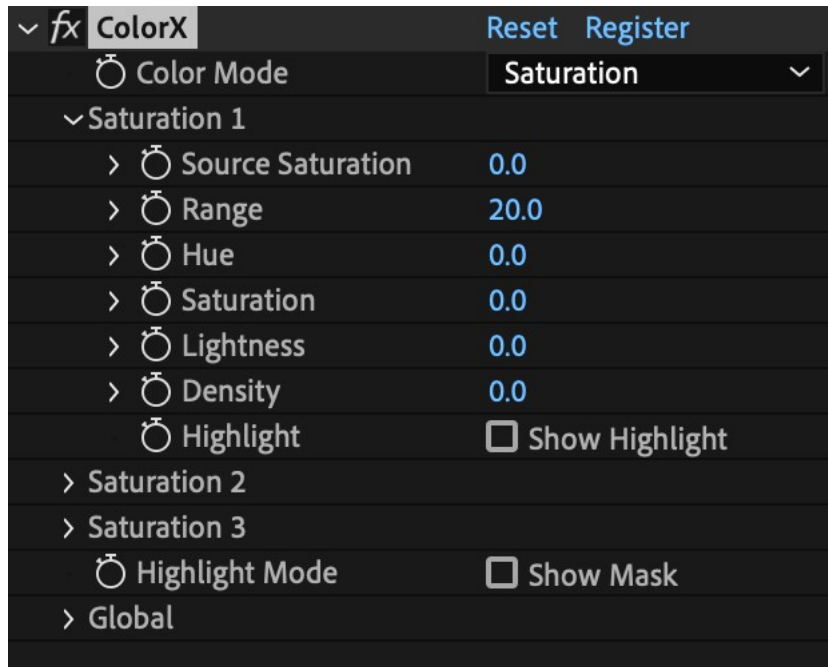 fx ColorX Reset Register
Color Mode Saturation
Saturation 1
Source Saturation 0.0
Range 20.0
Hue 0.0
Saturation 0.0
Lightness 0.0
Density 0.0
Highlight Show Highlight
Saturation 2
Saturation 3
Highlight Mode Show Mask
Global